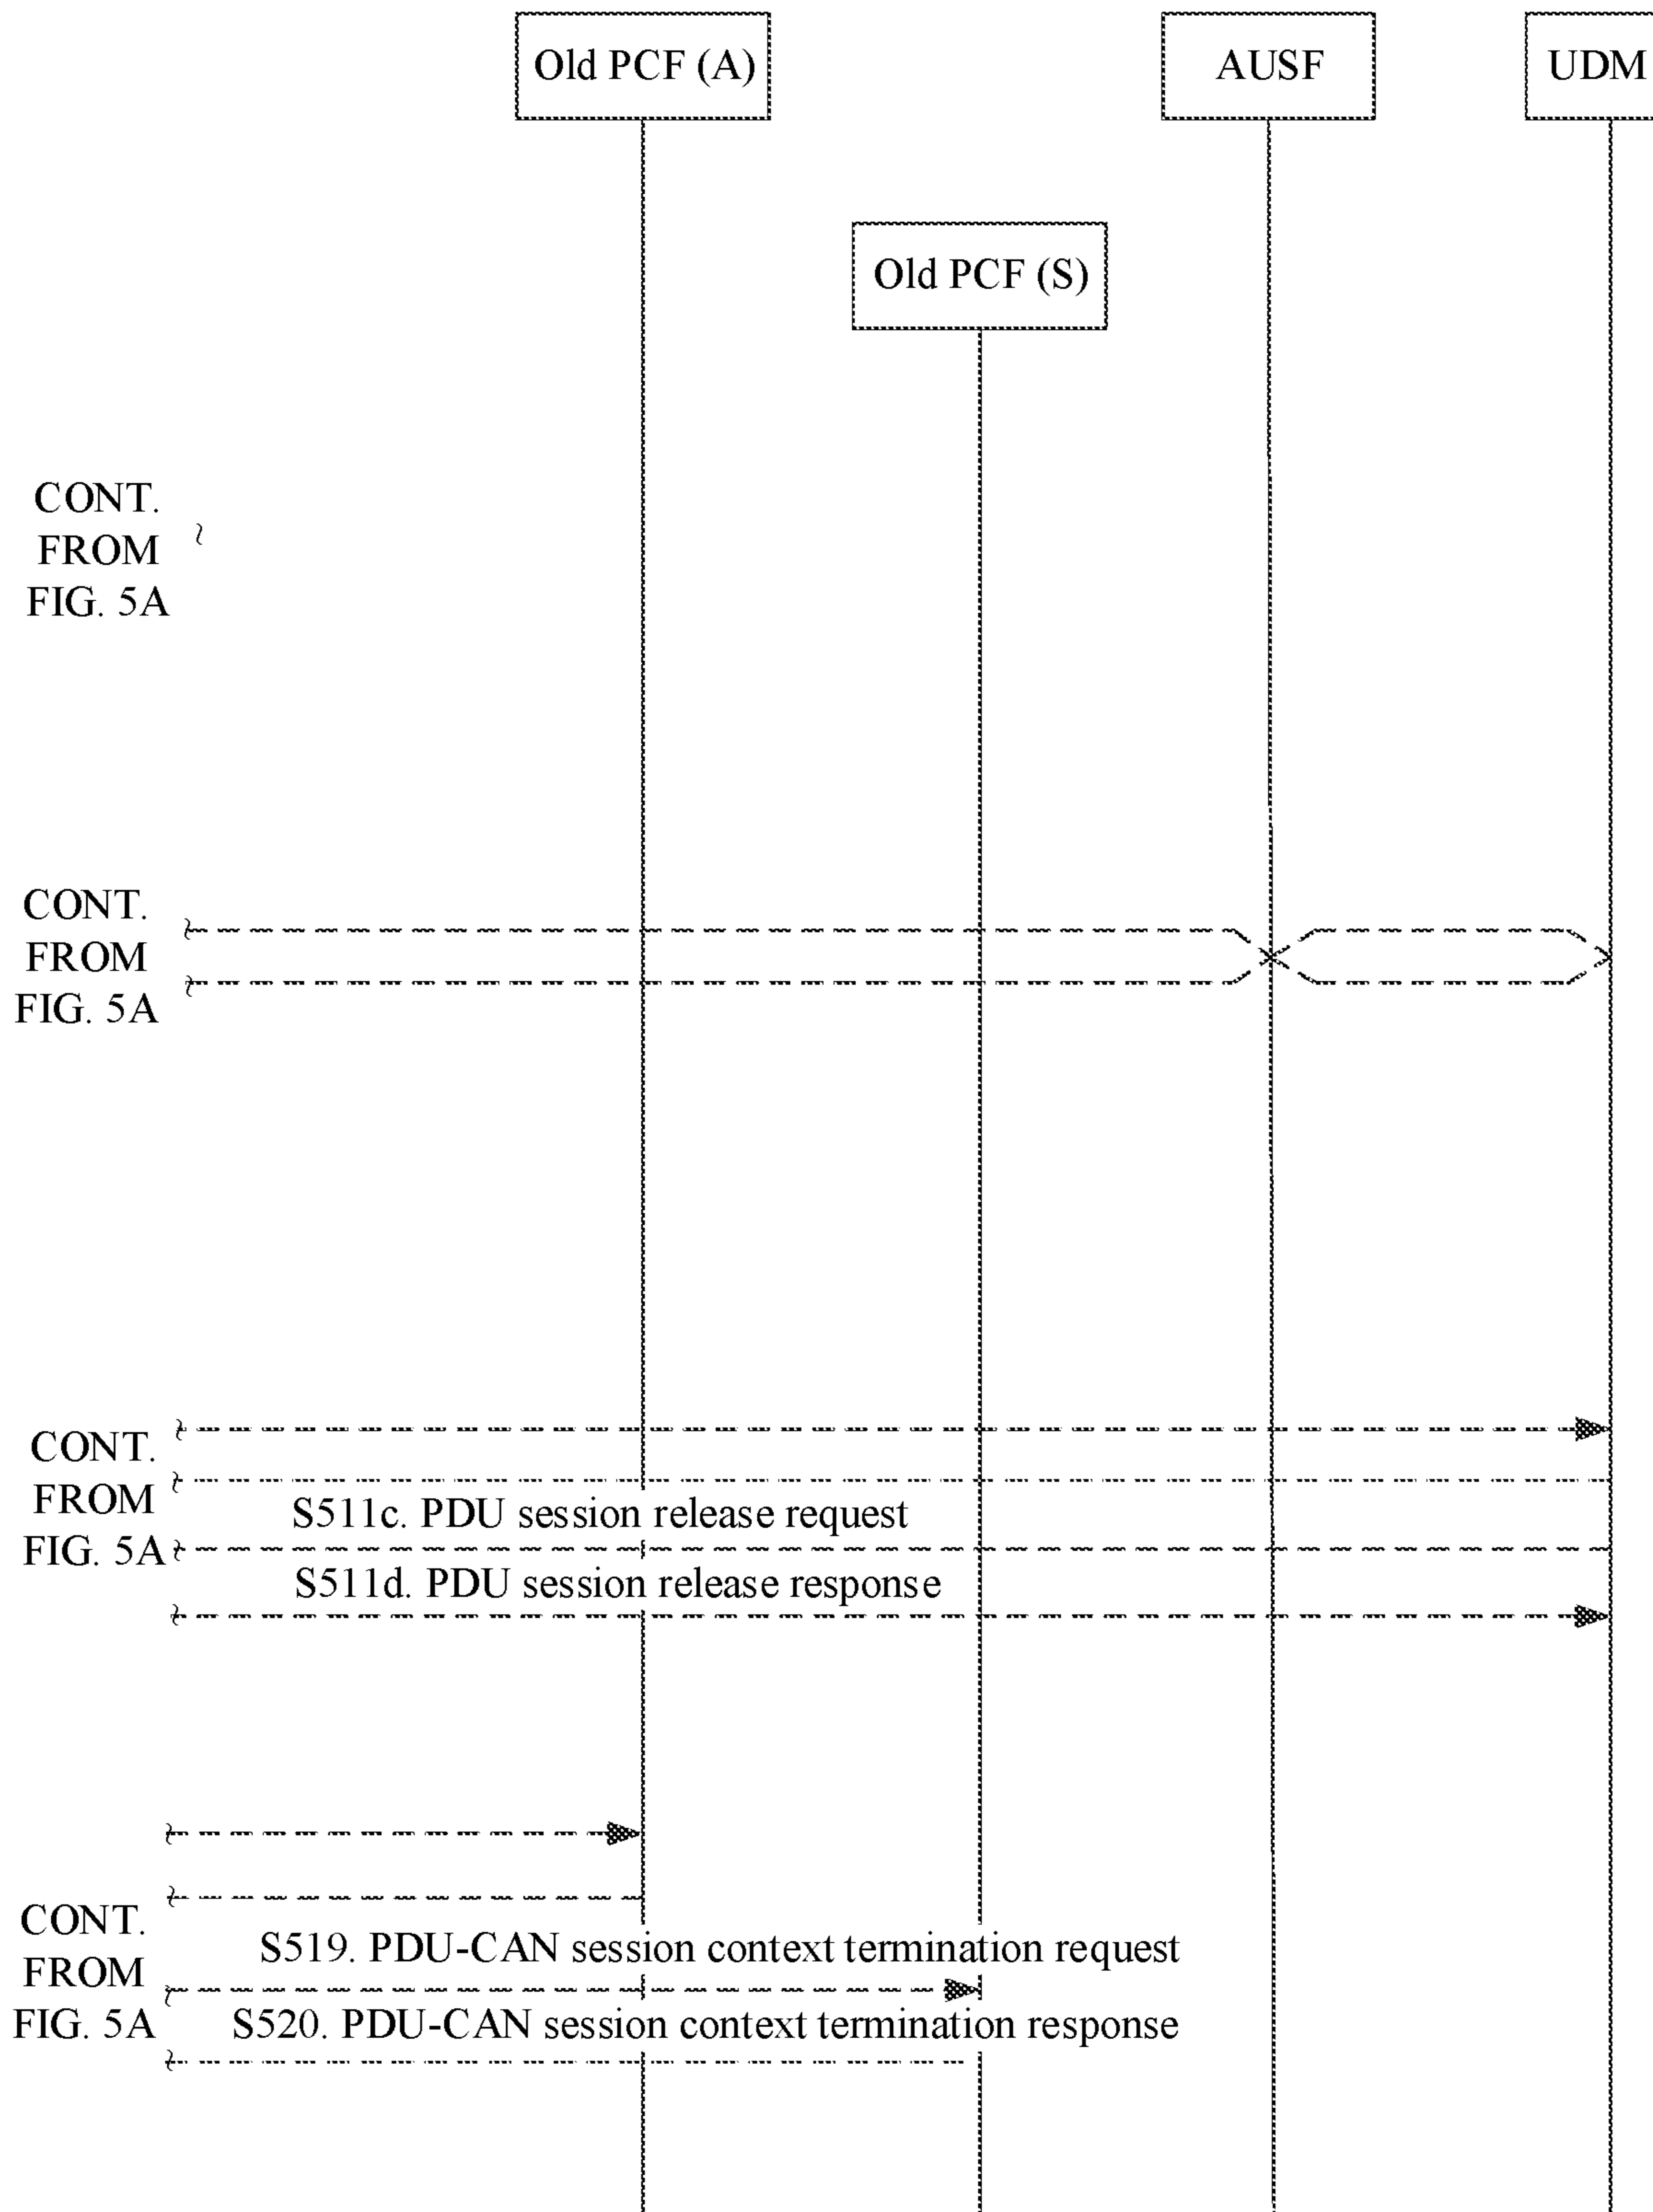 Old PCF (A)
AUSF
UDM
Old PCF (S)
CONT.
FROM
FIG. 5A
CONT.
FROM
FIG. 5A
CONT.
FROM
FIG. 5A
S511c. PDU session release request
S511d. PDU session release response
CONT.
FROM
FIG. 5A
S519. PDU-CAN session context termination request
S520. PDU-CAN session context termination response